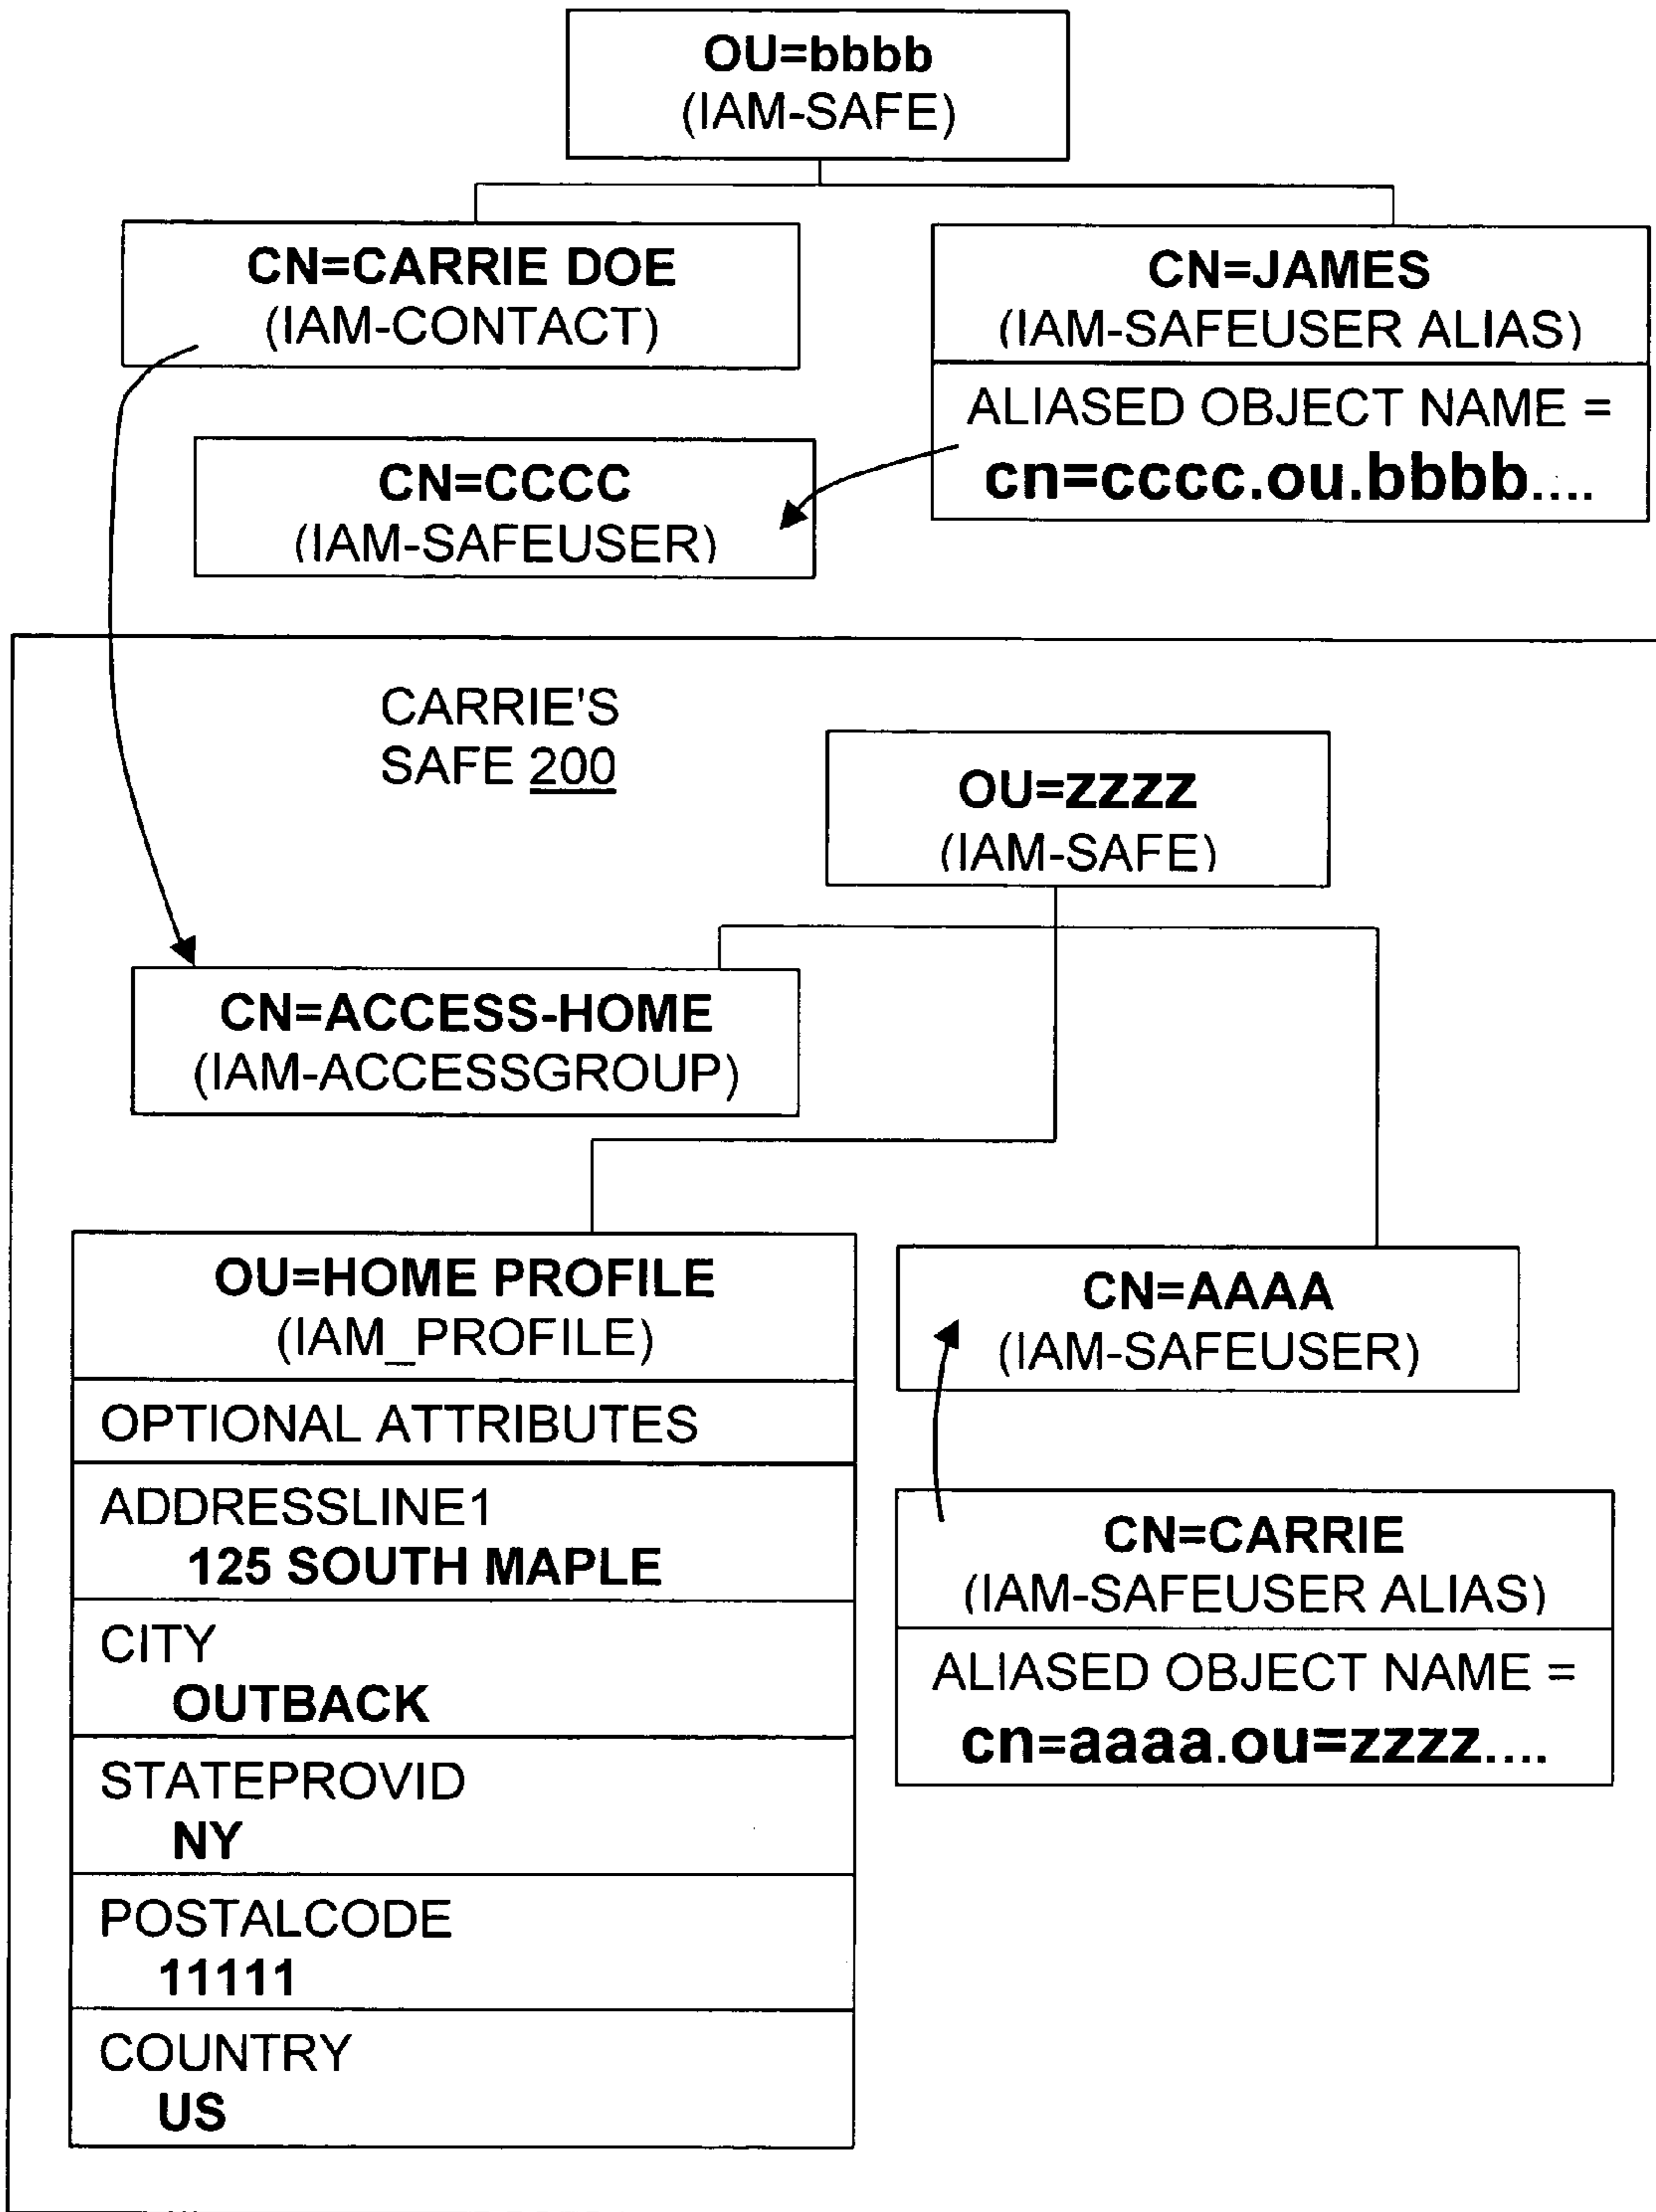 OU=bbbb
(IAM-SAFE)
CN=CARRIE DOE
(IAM-CONTACT)
CN=JAMES
(IAM-SAFEUSER ALIAS)
ALIASED OBJECT NAME =
cn=cccc.ou.bbbb....
CN=CCCC
(IAM-SAFEUSER)
CARRIE'S
SAFE 200
OU=ZZZZ
(IAM-SAFE)
CN=ACCESS-HOME
(IAM-ACCESSGROUP)
OU=HOME PROFILE
(IAM_PROFILE)
OPTIONAL ATTRIBUTES
ADDRESSLINE1
125 SOUTH MAPLE
CITY
OUTBACK
STATEPROVID
NY
POSTALCODE
11111
COUNTRY
US
CN=AAAA
(IAM-SAFEUSER)
CN=CARRIE
(IAM-SAFEUSER ALIAS)
ALIASED OBJECT NAME =
cn=aaaa.ou=zzzz....